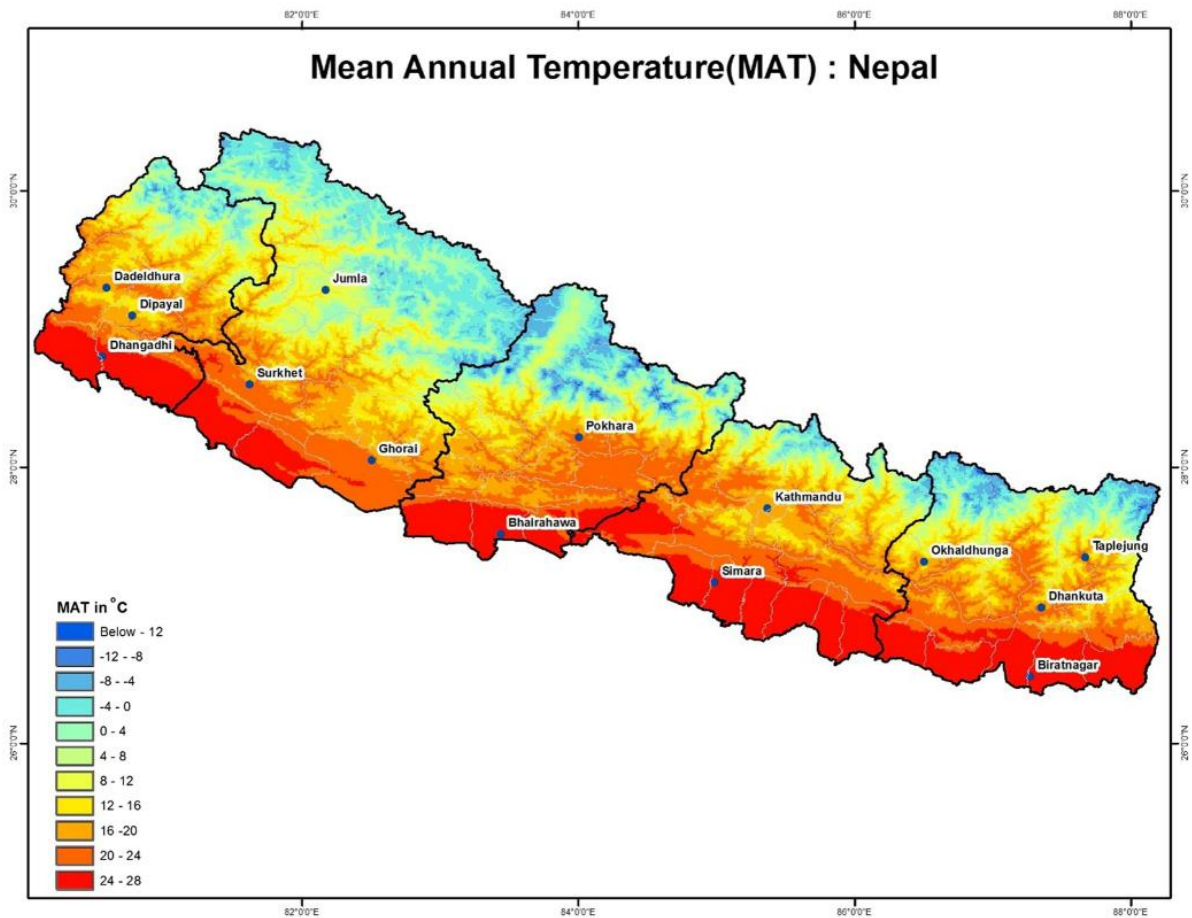 82°0'0"E
84°0'0"E
86°0'0"E
88°0'0"E
Mean Annual Temperature(MAT) : Nepal
30°0'0"N
30°0'0"N
Dadeldhura
Jumla
Dipayal
Dhangadhi
Surkhet
Pokhara
Ghorai
28°0'0"N
28°0'0"N
Kathmandu
Bhairahawa
Okhaldhunga
Taplejung
Simara
Dhankuta
Biratnagar
MAT in °C
Below - 12
-12 - -8
-8 - -4
-4 - 0
0 - 4
4 - 8
8 - 12
12 - 16
16 -20
20 - 24
24 - 28
26°0'0"N
26°0'0"N
82°0'0"E
84°0'0"E
86°0'0"E
88°0'0"E